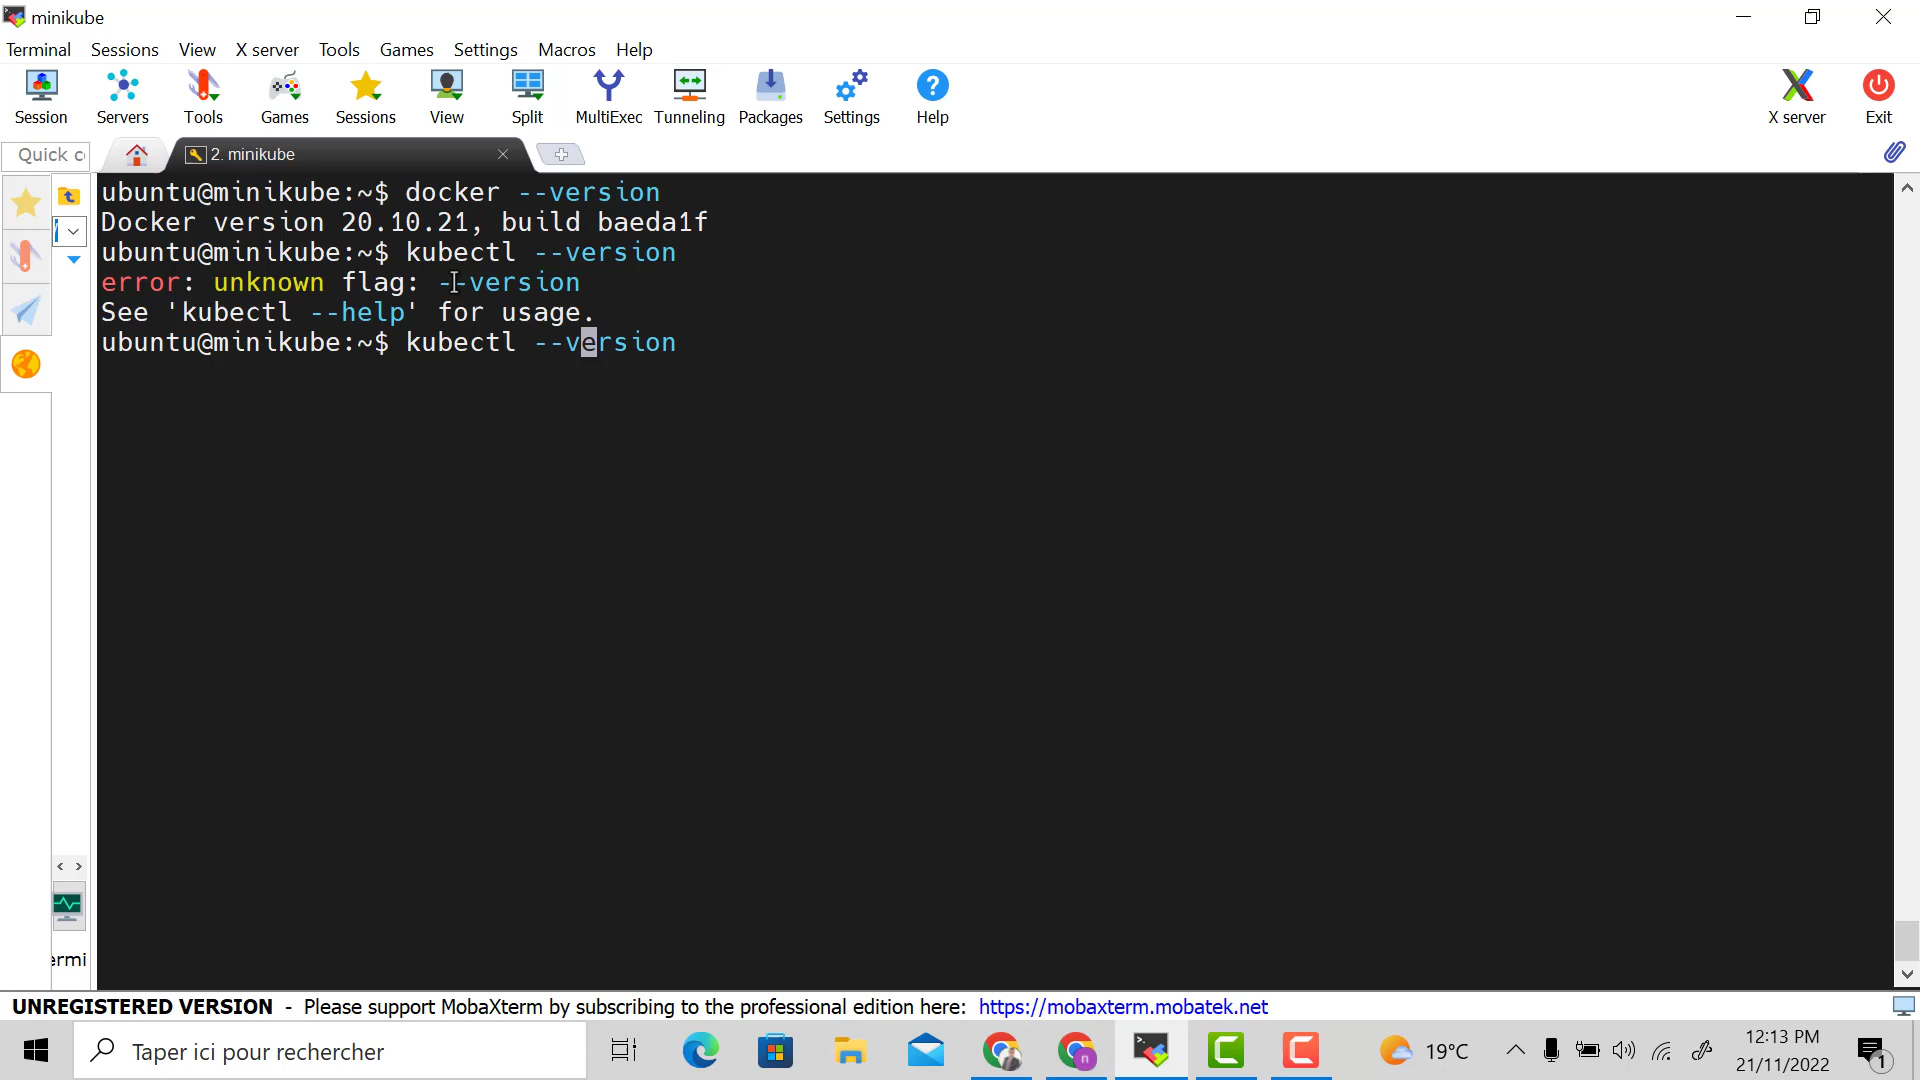 minikube
Terminal Sessions View X server Tools Games Settings Macros Help
Session Servers Tools Games Sessions View Split MultiExec Tunneling Packages Settings Help X server Exit
Quick c 2. minikube
ubuntu@minikube:~$ docker --version
Docker version 20.10.21, build baeda1f
ubuntu@minikube:~$ kubectl --version
error: unknown flag: --version
See 'kubectl --help' for usage.
ubuntu@minikube:~$ kubectl --version
ermi
UNREGISTERED VERSION - Please support MobaXterm by subscribing to the professional edition here: https://mobaxterm.mobatek.net
Taper ici pour rechercher
19°C
12:13 PM
21/11/2022
1